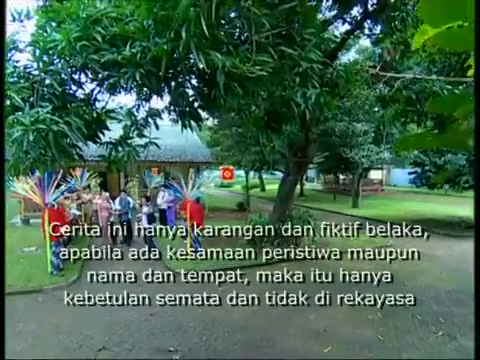 Cerita ini hanya karangan dan fiktif belaka,
apabila ada kesamaan peristiwa maupun
nama dan tempat, maka itu hanya
kebetulan semata dan tidak di rekayasa